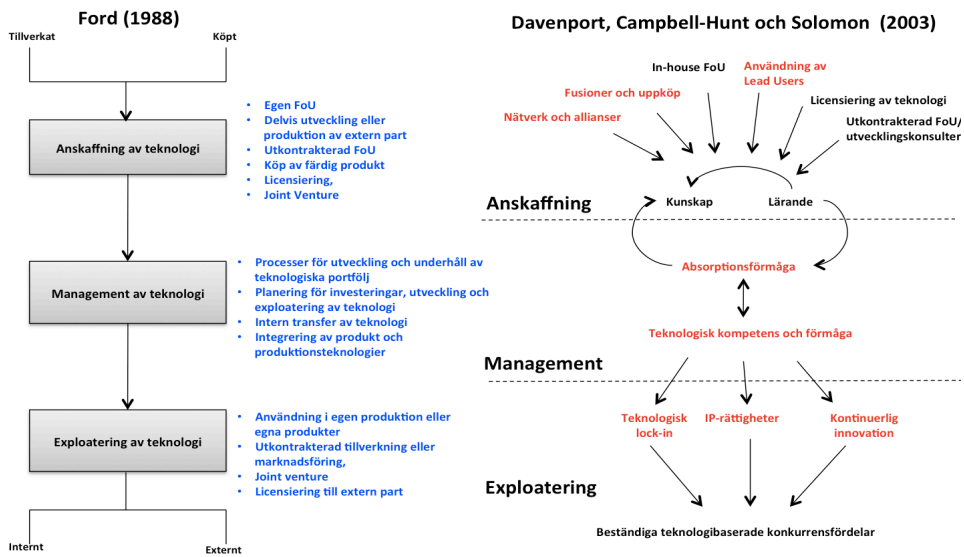 Ford (1988)
Tillverkat
Köpt
Anskaffning av teknologi
• Egen FoU
• Delvis utveckling eller
produktion av extern part
• Utkontrakterad FoU
• Köp av färdig produkt
• Licensiering,
• Joint Venture
Management av teknologi
• Processer för utveckling och underhåll av
teknologiska portfölj
• Planering för investeringar, utveckling och
exploatering av teknologi
• Intern transfer av teknologi
• Integrering av produkt och
produktionsteknologier
Exploatering av teknologi
• Användning i egen produktion eller
egna produkter
• Utkontrakterad tillverkning eller
marknadsföring,
• Joint venture
• Licensiering till extern part
Internt
Externt
Davenport, Campbell-Hunt och Solomon (2003)
In-house FoU
Användning av
Lead Users
Fusioner och uppköp
Licensiering av teknologi
Nätverk och allianser
Utkontrakterad FoU/
utvecklingskonsulter
Anskaffning
Kunskap
Lärande
Absorptionsförmåga
Teknologisk kompetens och förmåga
Management
Teknologisk
lock-in
IP-rättigheter
Kontinuerlig
innovation
Exploatering
Beständiga teknologibaserade konkurrensfördelar